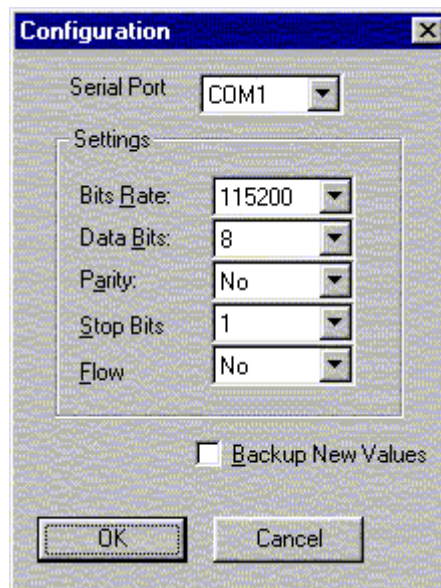 Configuration
Serial Port COM1
Settings
Bits Rate: 115200
Data Bits: 8
Parity: No
Stop Bits 1
Flow No
Backup New Values
OK Cancel